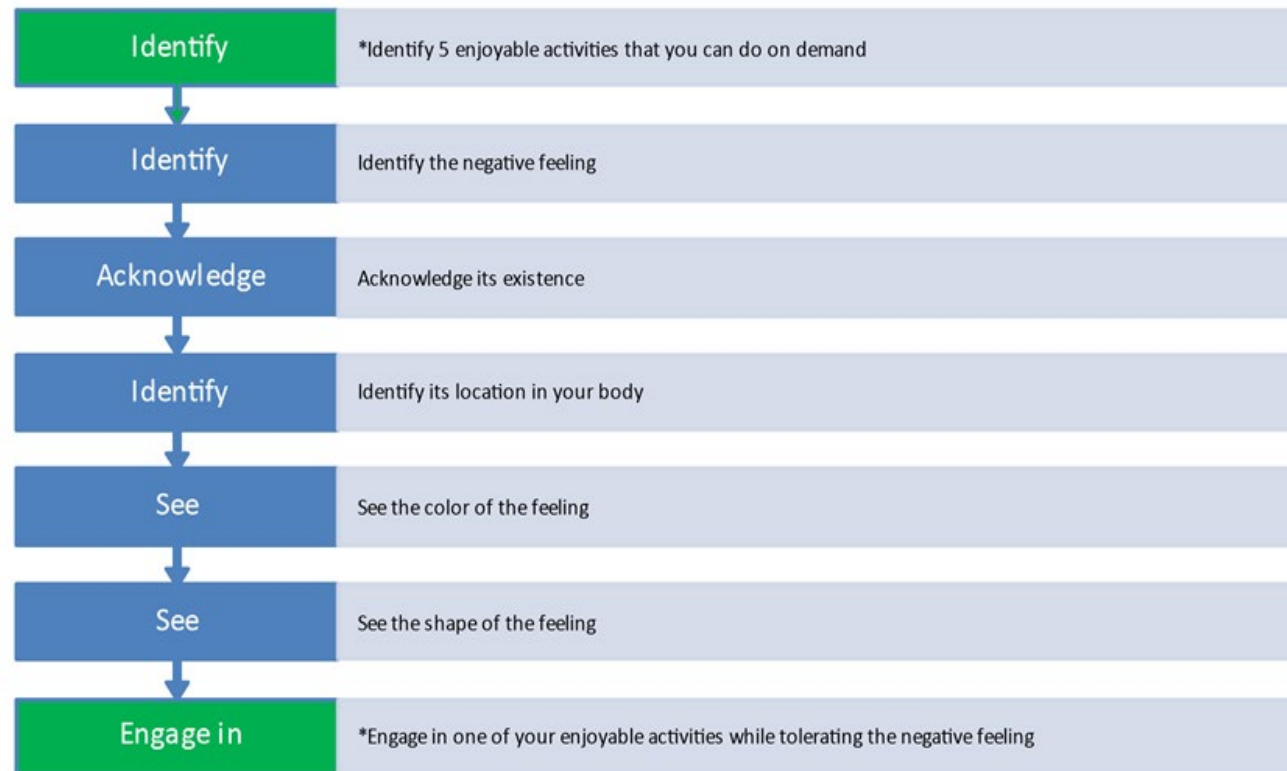 Identify
*Identify 5 enjoyable activities that you can do on demand
Identify
Identify the negative feeling
Acknowledge
Acknowledge its existence
Identify
Identify its location in your body
See
See the color of the feeling
See
See the shape of the feeling
Engage in
*Engage in one of your enjoyable activities while tolerating the negative feeling